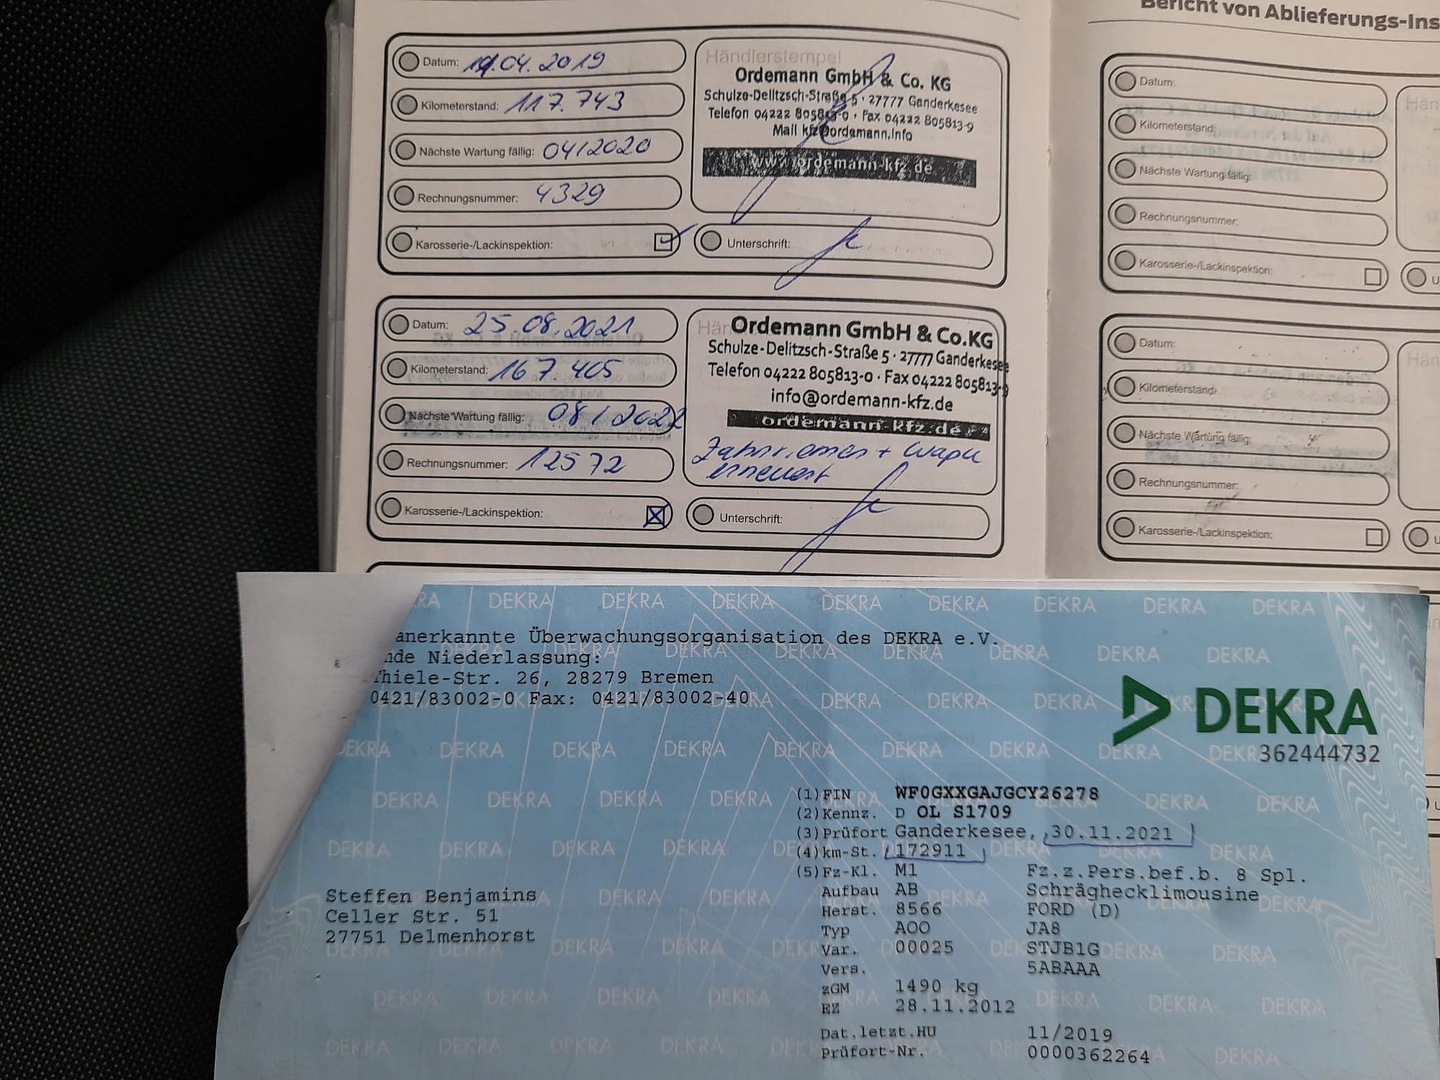 Bericht von Ablieferungs-Ins
Datum: 19.04.2019
Kilometerstand: 117.743
Nächste Wartung fällig: 04/2020
Rechnungsnummer: 4329
Karosserie-/Lackinspektion:
Händlerstempel
Ordemann GmbH & Co. KG
Schulze-Delitzsch-Straße 5 · 27777 Ganderkesee
Telefon 04222 805813-0 · Fax 04222 805813-9
Mail kfz@ordemann.info
www.ordemann-kfz.de
Unterschrift:
Datum: 25.08.2021
Kilometerstand: 167.405
Nächste Wartung fällig: 08/2022
Rechnungsnummer: 12572
Karosserie-/Lackinspektion:
Hän
Ordemann GmbH & Co.KG
Schulze-Delitzsch-Straße 5 · 27777 Ganderkesee
Telefon 04222 805813-0 · Fax 04222 805813-9
info@ordemann-kfz.de
ordemann-kfz.de
Zahnriemen + Wapu
erneuert
Unterschrift:
Datum:
Kilometerstand:
Nächste Wartung fällig:
Rechnungsnummer:
Karosserie-/Lackinspektion:
Hän
U
Datum:
Kilometerstand:
Nächste Wartung fällig:
Rechnungsnummer:
Karosserie-/Lackinspektion:
Hän
U
anerkannte Überwachungsorganisation des DEKRA e.V.
nde Niederlassung:
Thiele-Str. 26, 28279 Bremen
0421/83002-0 Fax: 0421/83002-40
DEKRA
362444732
(1)FIN WF0GXXGAJGCY26278
(2)Kennz. D OL S1709
(3)Prüfort Ganderkesee, 30.11.2021
(4)km-St. 172911
(5)Fz-Kl. M1 Fz.z.Pers.bef.b. 8 Spl.
Aufbau AB Schräghecklimousine
Herst. 8566 FORD (D)
Typ AOO JA8
Var. 00025 STJB1G
Vers. 5ABAAA
zGM 1490 kg
EZ 28.11.2012
Dat.letzt.HU 11/2019
Prüfort-Nr. 0000362264
Steffen Benjamins
Celler Str. 51
27751 Delmenhorst